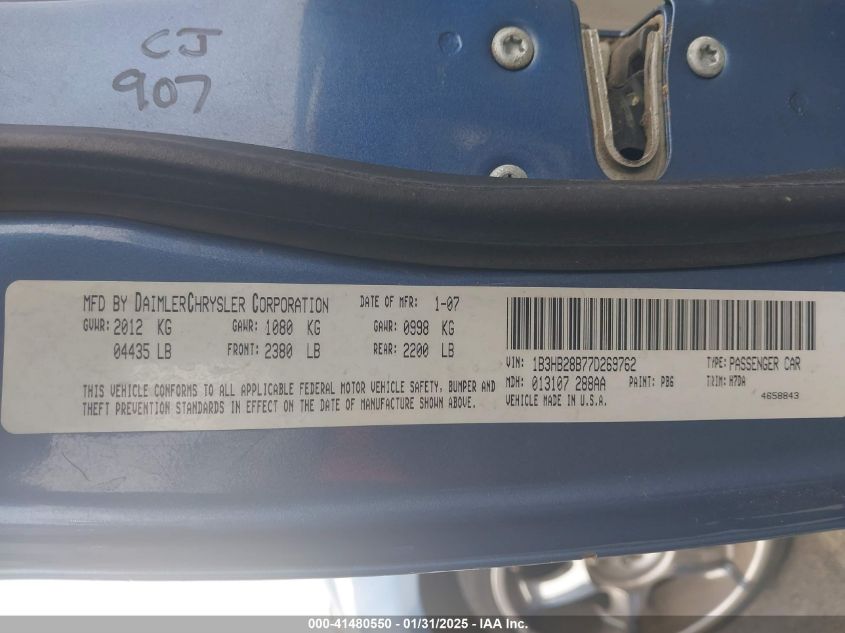 CJ
907
MFD BY DAIMLERCHRYSLER CORPORATION DATE OF MFR: 1-07
GVWR: 2012 KG GAWR: 1080 KG GAWR: 0998 KG
04435 LB FRONT: 2380 LB REAR: 2200 LB
THIS VEHICLE CONFORMS TO ALL APPLICABLE FEDERAL MOTOR VEHICLE SAFETY, BUMPER AND
THEFT PREVENTION STANDARDS IN EFFECT ON THE DATE OF MANUFACTURE SHOWN ABOVE.
VIN: 1B3HB28B77D269762 TYPE: PASSENGER CAR
MDH: 013107 288AA PAINT: PB6 TRIM: H7DA
VEHICLE MADE IN U.S.A. 4658843
000-41480550 - 01/31/2025 - IAA Inc.